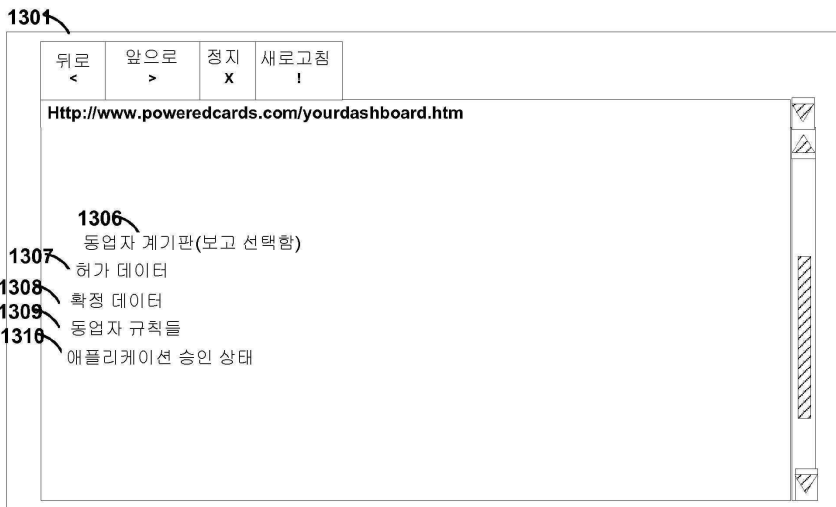 1301
뒤로 앞으로 정지 새로고침
< > X !
Http://www.poweredcards.com/yourdashboard.htm
1306
동업자 계기판(보고 선택함)
1307
허가 데이터
1308
확정 데이터
1309
동업자 규칙들
1310
애플리케이션 승인 상태